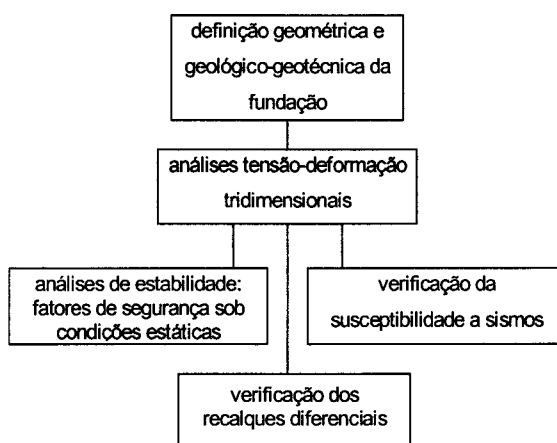 definição geométrica e
geológico-geotécnica da
fundação
análises tensão-deformação
tridimensionais
análises de estabilidade:
fatores de segurança sob
condições estáticas
verificação da
susceptibilidade a sismos
verificação dos
recalques diferenciais